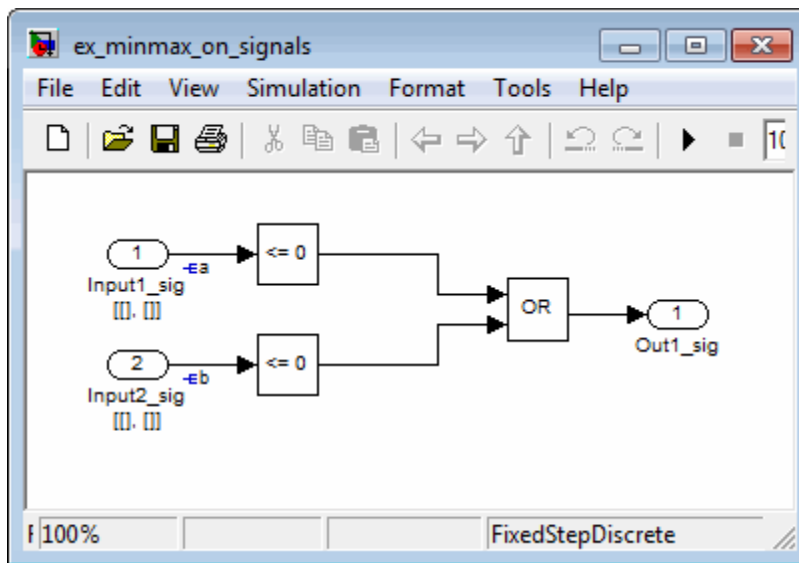 ex_minmax_on_signals
File Edit View Simulation Format Tools Help
10
1
a
<= 0
Input1_sig
[[], []]
OR
1
Out1_sig
2
b
<= 0
Input2_sig
[[], []]
100%
FixedStepDiscrete